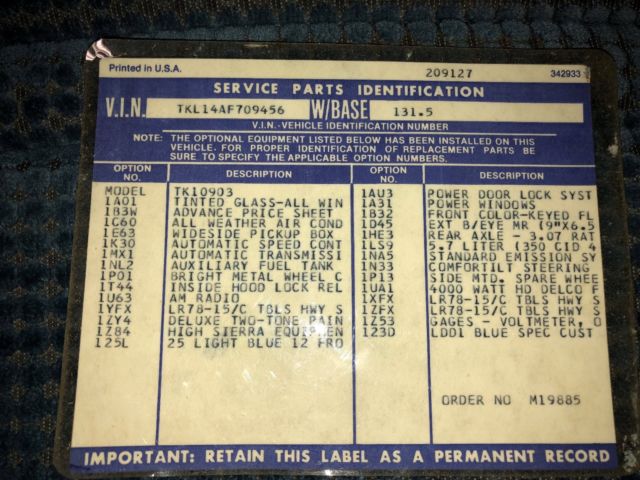 Printed in U.S.A. 209127 342933
SERVICE PARTS IDENTIFICATION
V.I.N. TKL14AF709456 W/BASE 131.5
V.I.N.-VEHICLE IDENTIFICATION NUMBER
NOTE: THE OPTIONAL EQUIPMENT LISTED BELOW HAS BEEN INSTALLED ON THIS
VEHICLE. FOR PROPER IDENTIFICATION OF REPLACEMENT PARTS BE
SURE TO SPECIFY THE APPLICABLE OPTION NUMBERS.
OPTION NO. DESCRIPTION OPTION NO. DESCRIPTION
MODEL TK10903 1AU3 POWER DOOR LOCK SYST
1A01 TINTED GLASS-ALL WIN 1A31 POWER WINDOWS
1B3W ADVANCE PRICE SHEET 1B32 FRONT COLOR-KEYED FL
1C60 ALL WEATHER AIR COND 1D45 EXT B/EYE MR (9"X6.5
1E63 WIDESIDE PICKUP BOX 1HE3 REAR AXLE - 3.07 RAT
1K30 AUTOMATIC SPEED CONT 1LS9 5.7 LITER (350 CID 4
1MX1 AUTOMATIC TRANSMISSI 1NA5 STANDARD EMISSION SY
1NL2 AUXILIARY FUEL TANK 1N33 COMFORTILT STEERING
1P01 BRIGHT METAL WHEEL C 1P13 SIDE MTD. SPARE WHEE
1T44 INSIDE HOOD LOCK REL 1UA1 4000 WATT HD DELCO F
1U63 AM RADIO 1XFX LR78-15/C TBLS HWY S
1YFX LR78-15/C TBLS HWY S 1ZFX LR78-15/C TBLS HWY S
1ZY4 DELUXE TWO-TONE PAIN 1Z53 GAGES - VOLTMETER, O
1Z84 HIGH SIERRA EQUIPMEN 123D LDD1 BLUE SPEC CUST
125L 25 LIGHT BLUE 12 FRO
ORDER NO M19885
IMPORTANT: RETAIN THIS LABEL AS A PERMANENT RECORD